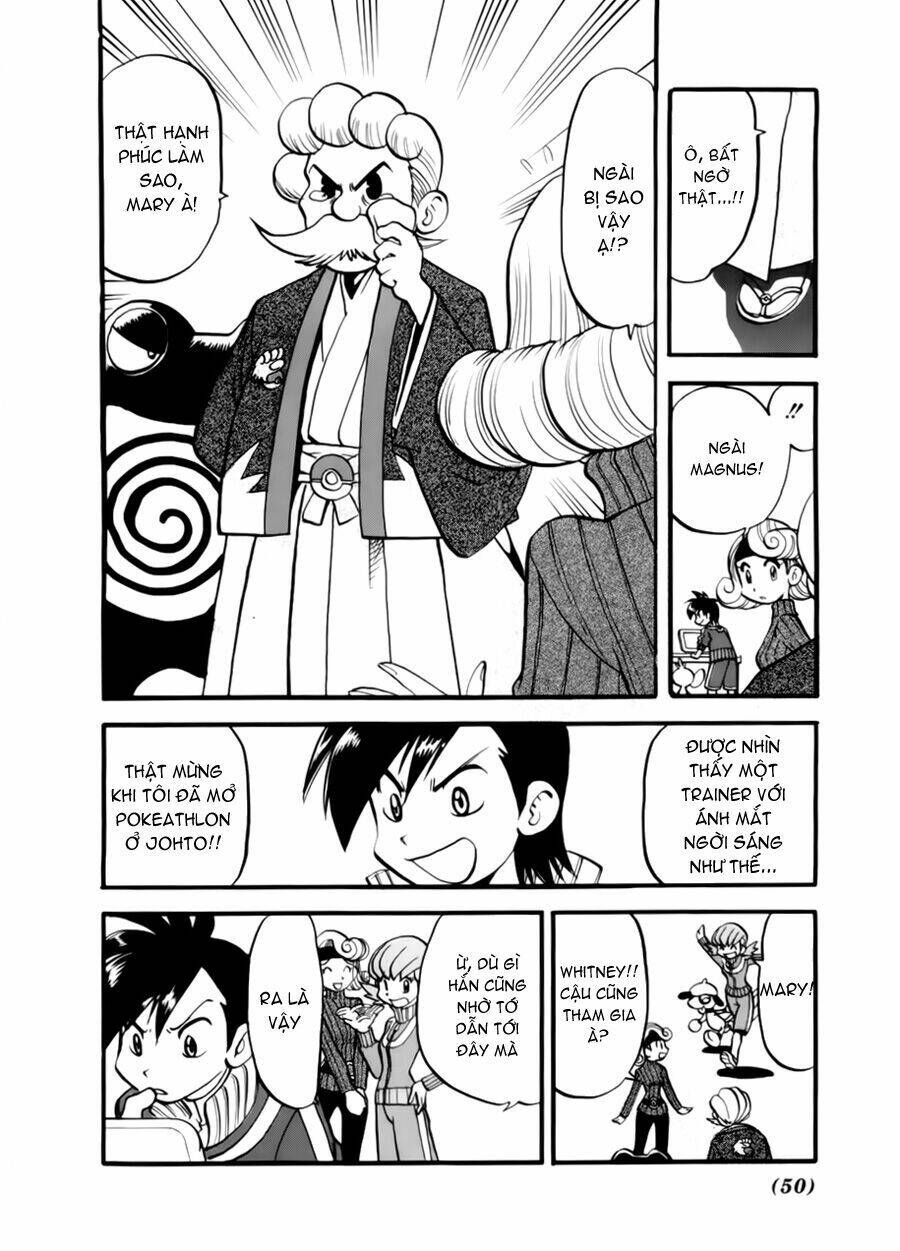 Ô, BẤT
NGỜ
THẬT...!!
!!
NGÀI
MAGNUS!
NGÀI
BỊ SAO
VẬY
Ạ!?
THẬT HẠNH
PHÚC LÀM
SAO,
MARY À!
ĐƯỢC NHÌN
THẤY MỘT
TRAINER VỚI
ÁNH MẮT
NGỜI SÁNG
NHƯ THẾ...
THẬT MỪNG
KHI TÔI ĐÃ MỞ
POKEATHLON
Ở JOHTO!!
MARY!
WHITNEY!!
CẬU CŨNG
THAM GIA
À?
Ừ, DÙ GÌ
HẮN CŨNG
NHỜ TỚ
DẪN TỚI
ĐÂY MÀ
RA LÀ
VẬY
(50)